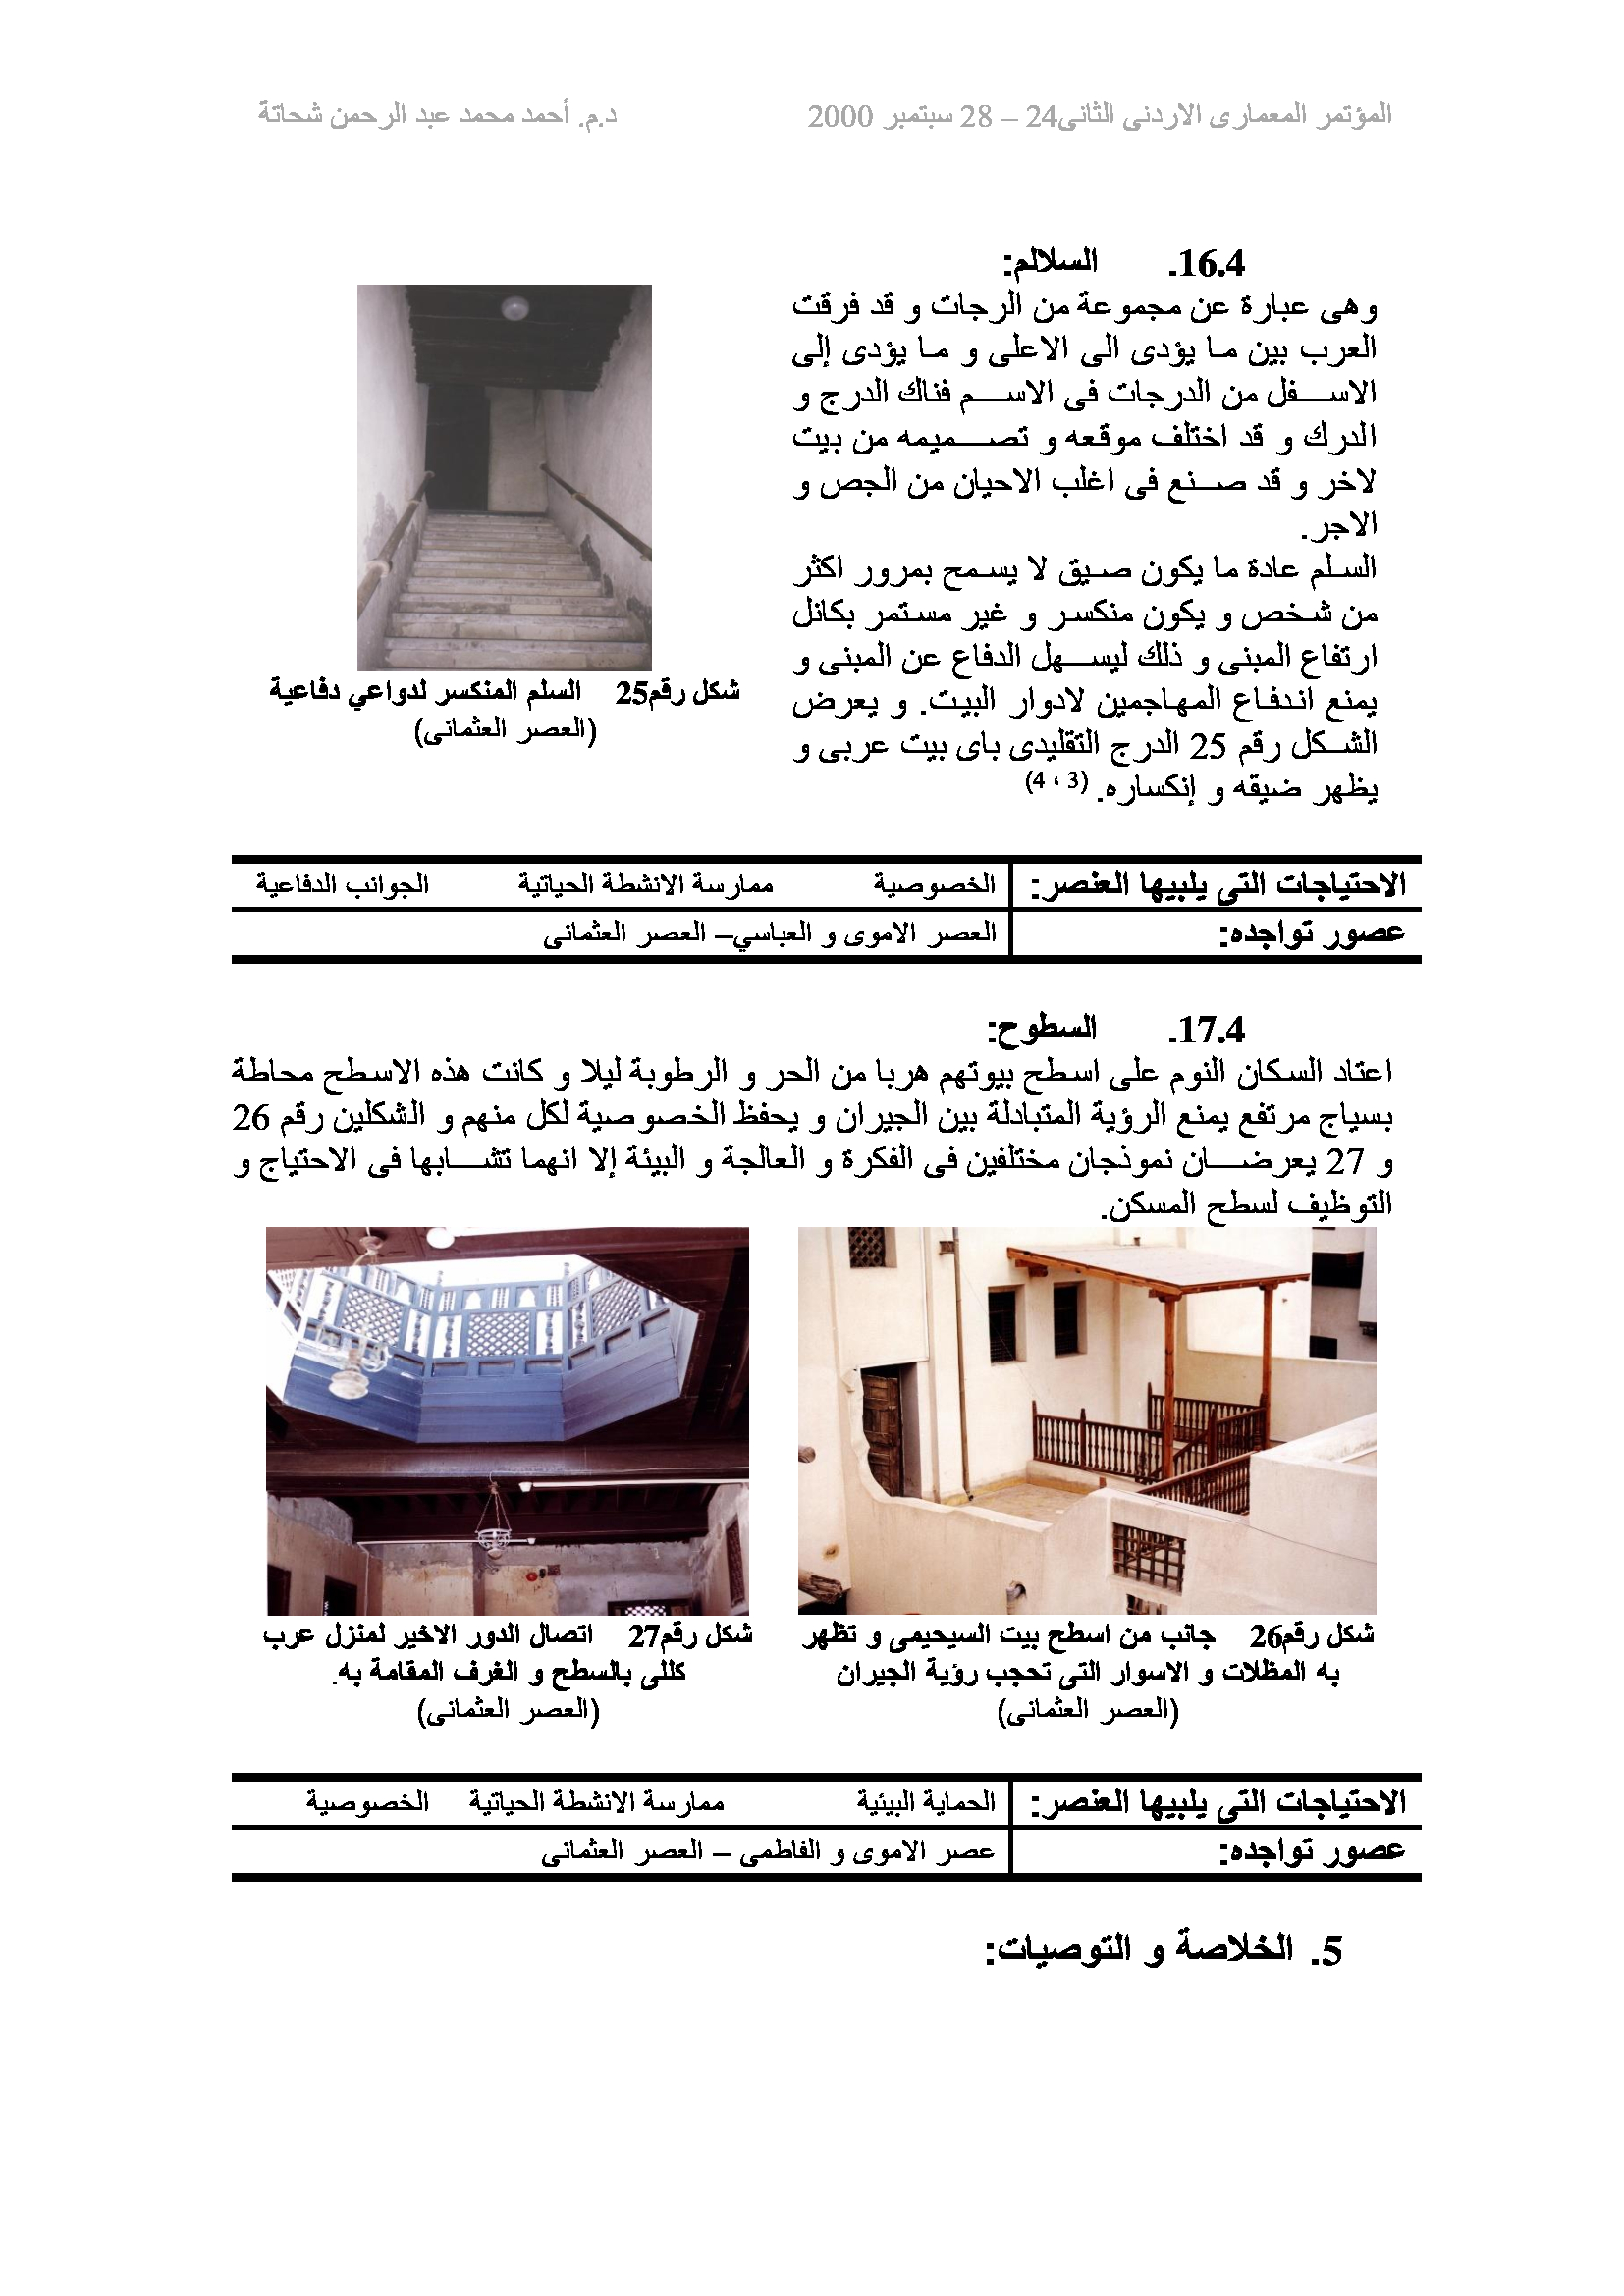 المؤتمر المعمارى الاردنى الثانى24 – 28 سبتمبر 2000 د.م. أحمد محمد عبد الرحمن شحاتة
16.4. السلالم:
وهى عبارة عن مجموعة من الرجات و قد فرقت
العرب بين ما يؤدى الى الاعلى و ما يؤدى إلى
الاسفل من الدرجات فى الاسم فناك الدرج و
الدرك و قد اختلف موقعه و تصميمه من بيت
لاخر و قد صنع فى اغلب الاحيان من الجص و
الاجر.
السلم عادة ما يكون صيق لا يسمح بمرور اكثر
من شخص و يكون منكسر و غير مستمر بكانل
ارتفاع المبنى و ذلك ليسهل الدفاع عن المبنى و
يمنع اندفاع المهاجمين لادوار البيت. و يعرض
الشكل رقم 25 الدرج التقليدى باى بيت عربى و
يظهر ضيقه و إنكساره. (3 ، 4)
شكل رقم25 السلم المنكسر لدواعي دفاعية
(العصر العثمانى)
الاحتياجات التى يلبيها العنصر: الخصوصية ممارسة الانشطة الحياتية الجوانب الدفاعية
عصور تواجده: العصر الاموى و العباسي– العصر العثمانى
17.4. السطوح:
اعتاد السكان النوم على اسطح بيوتهم هربا من الحر و الرطوبة ليلا و كانت هذه الاسطح محاطة
بسياج مرتفع يمنع الرؤية المتبادلة بين الجيران و يحفظ الخصوصية لكل منهم و الشكلين رقم 26
و 27 يعرضان نموذجان مختلفين فى الفكرة و العالجة و البيئة إلا انهما تشابها فى الاحتياج و
التوظيف لسطح المسكن.
شكل رقم26 جانب من اسطح بيت السيحيمى و تظهر
به المظلات و الاسوار التى تحجب رؤية الجيران
(العصر العثمانى)
شكل رقم27 اتصال الدور الاخير لمنزل عرب
كللى بالسطح و الغرف المقامة به.
(العصر العثمانى)
الاحتياجات التى يلبيها العنصر: الحماية البيئية ممارسة الانشطة الحياتية الخصوصية
عصور تواجده: عصر الاموى و الفاطمى – العصر العثمانى
5. الخلاصة و التوصيات: